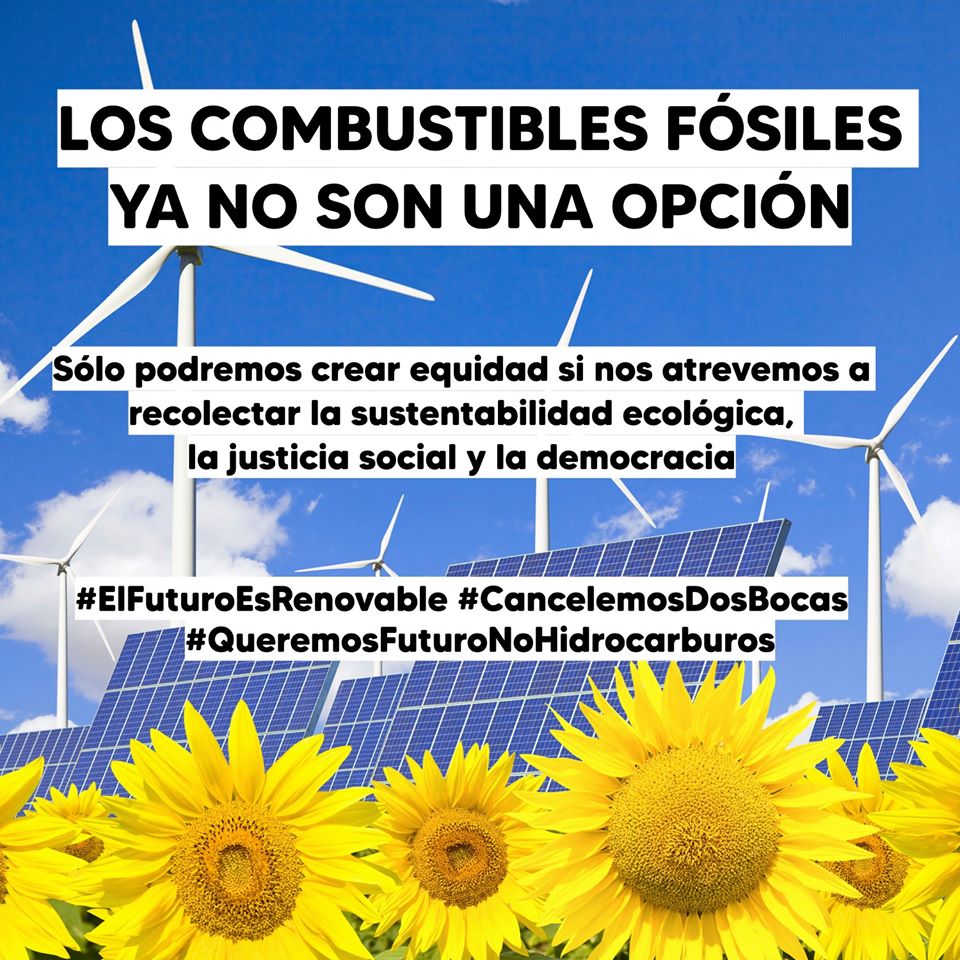 LOS COMBUSTIBLES FÓSILES
YA NO SON UNA OPCIÓN
Sólo podremos crear equidad si nos atrevemos a
recolectar la sustentabilidad ecológica,
la justicia social y la democracia
#ElFuturoEsRenovable #CancelemosDosBocas
#QueremosFuturoNoHidrocarburos